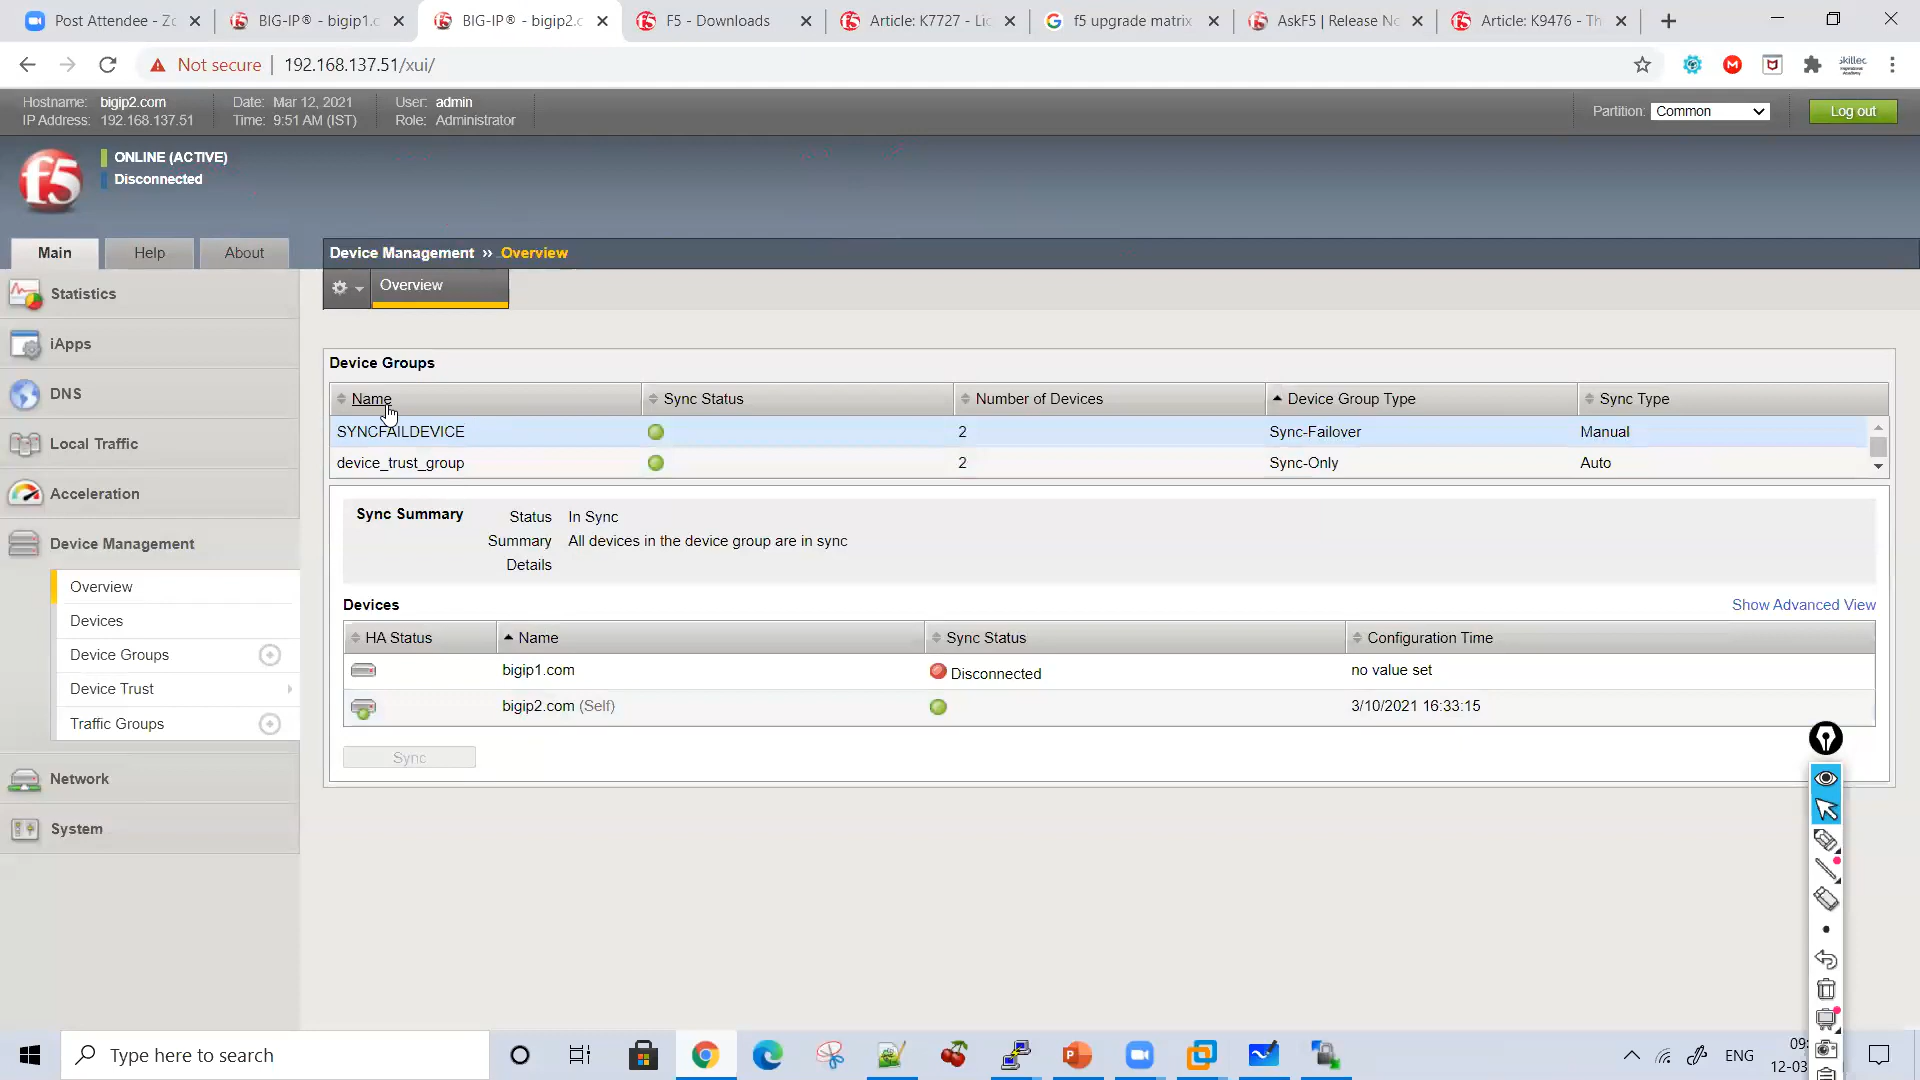 Post Attendee - Zo
BIG-IP® - bigip1.c
BIG-IP® - bigip2.c
F5 - Downloads
Article: K7727 - Lic
f5 upgrade matrix
AskF5 | Release No
Article: K9476 - Th
Not secure | 192.168.137.51/xui/
Hostname: bigip2.com
Date: Mar 12, 2021
User: admin
IP Address: 192.168.137.51
Time: 9:51 AM (IST)
Role: Administrator
Partition: Common
Log out
f5
ONLINE (ACTIVE)
Disconnected
Main
Help
About
Device Management ›› Overview
Overview
Statistics
iApps
DNS
Local Traffic
Acceleration
Device Management
Overview
Devices
Device Groups
Device Trust
Traffic Groups
Network
System
Device Groups
Name
Sync Status
Number of Devices
Device Group Type
Sync Type
SYNCFAILDEVICE
2
Sync-Failover
Manual
device_trust_group
2
Sync-Only
Auto
Sync Summary
Status In Sync
Summary All devices in the device group are in sync
Details
Devices
Show Advanced View
HA Status
Name
Sync Status
Configuration Time
bigip1.com
Disconnected
no value set
bigip2.com (Self)
3/10/2021 16:33:15
Sync
Type here to search
ENG
09:
12-03